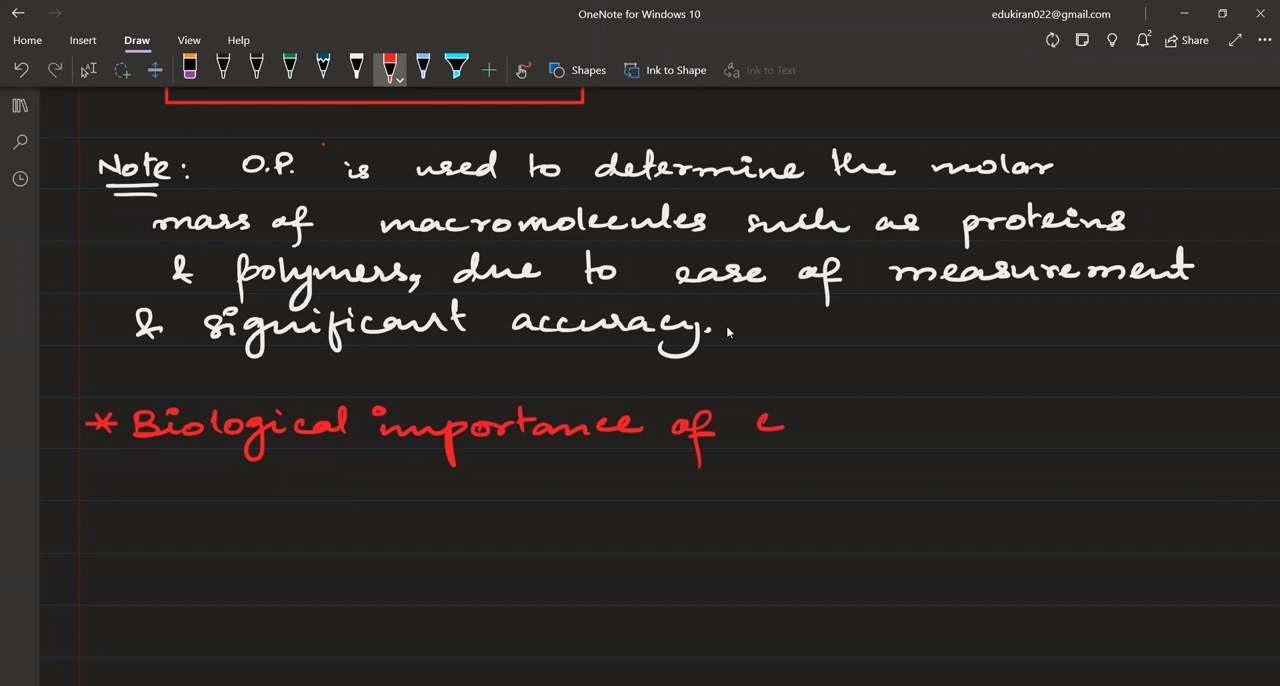 OneNote for Windows 10
edukiran022@gmail.com
Home Insert Draw View Help
Share
Shapes Ink to Shape Ink to Text
Note: O.P. is used to determine the molar
mass of macromolecules such as proteins
& polymers, due to ease of measurement
& significant accuracy.
* Biological importance of